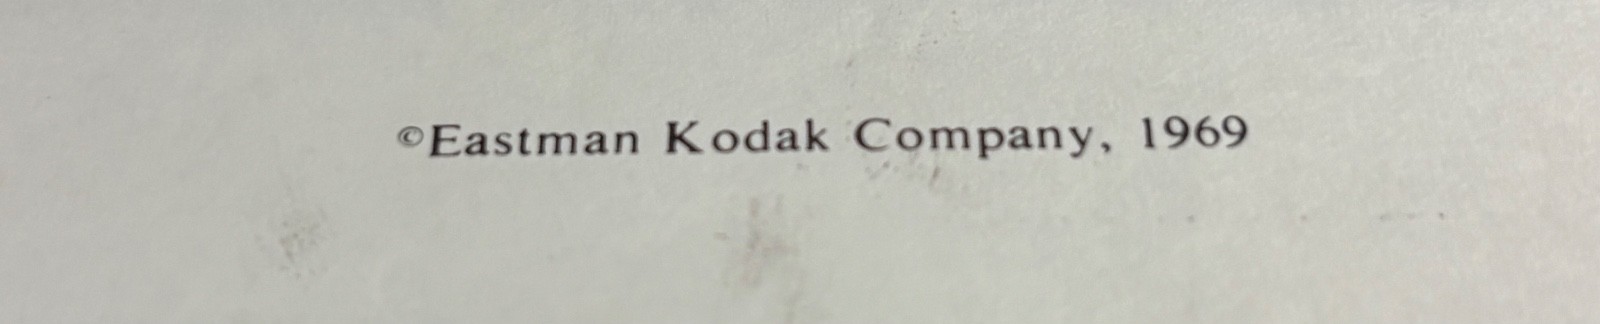 ©Eastman Kodak Company, 1969